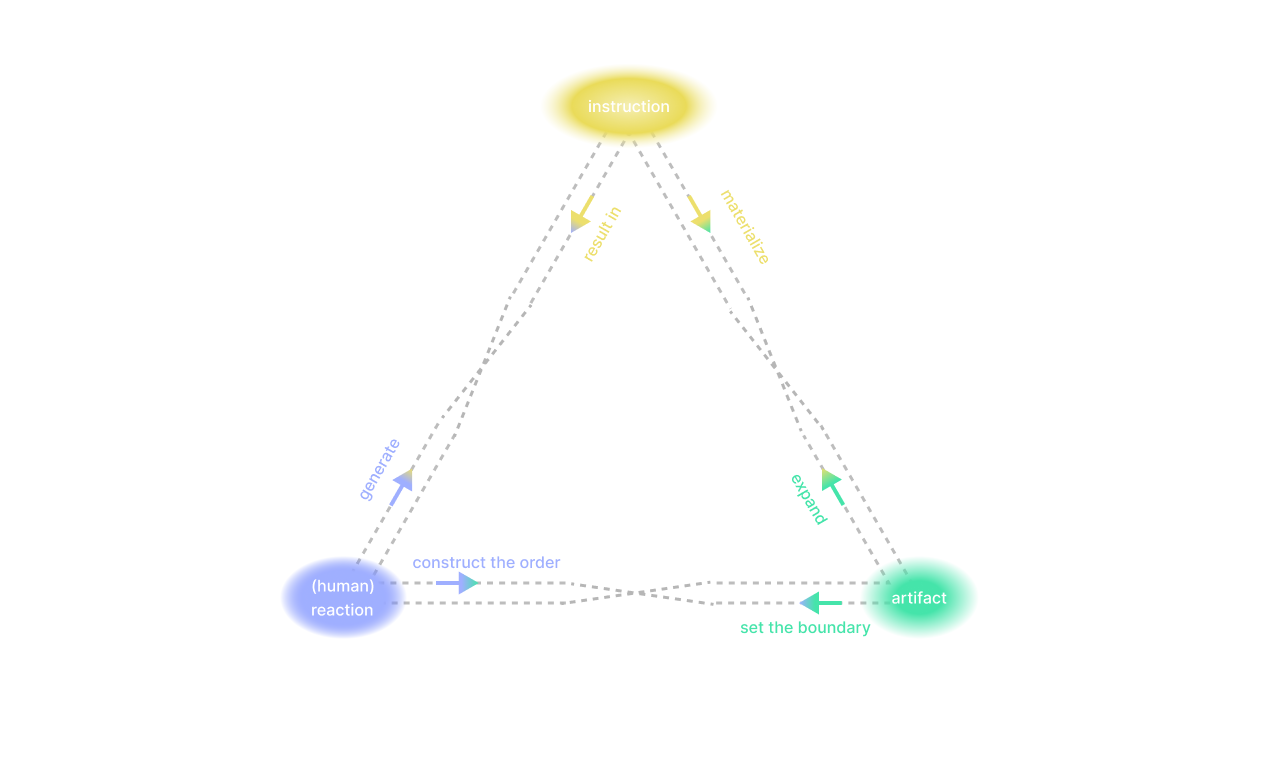 instruction
result in
materialize
generate
expand
construct the order
(human)
reaction
artifact
set the boundary